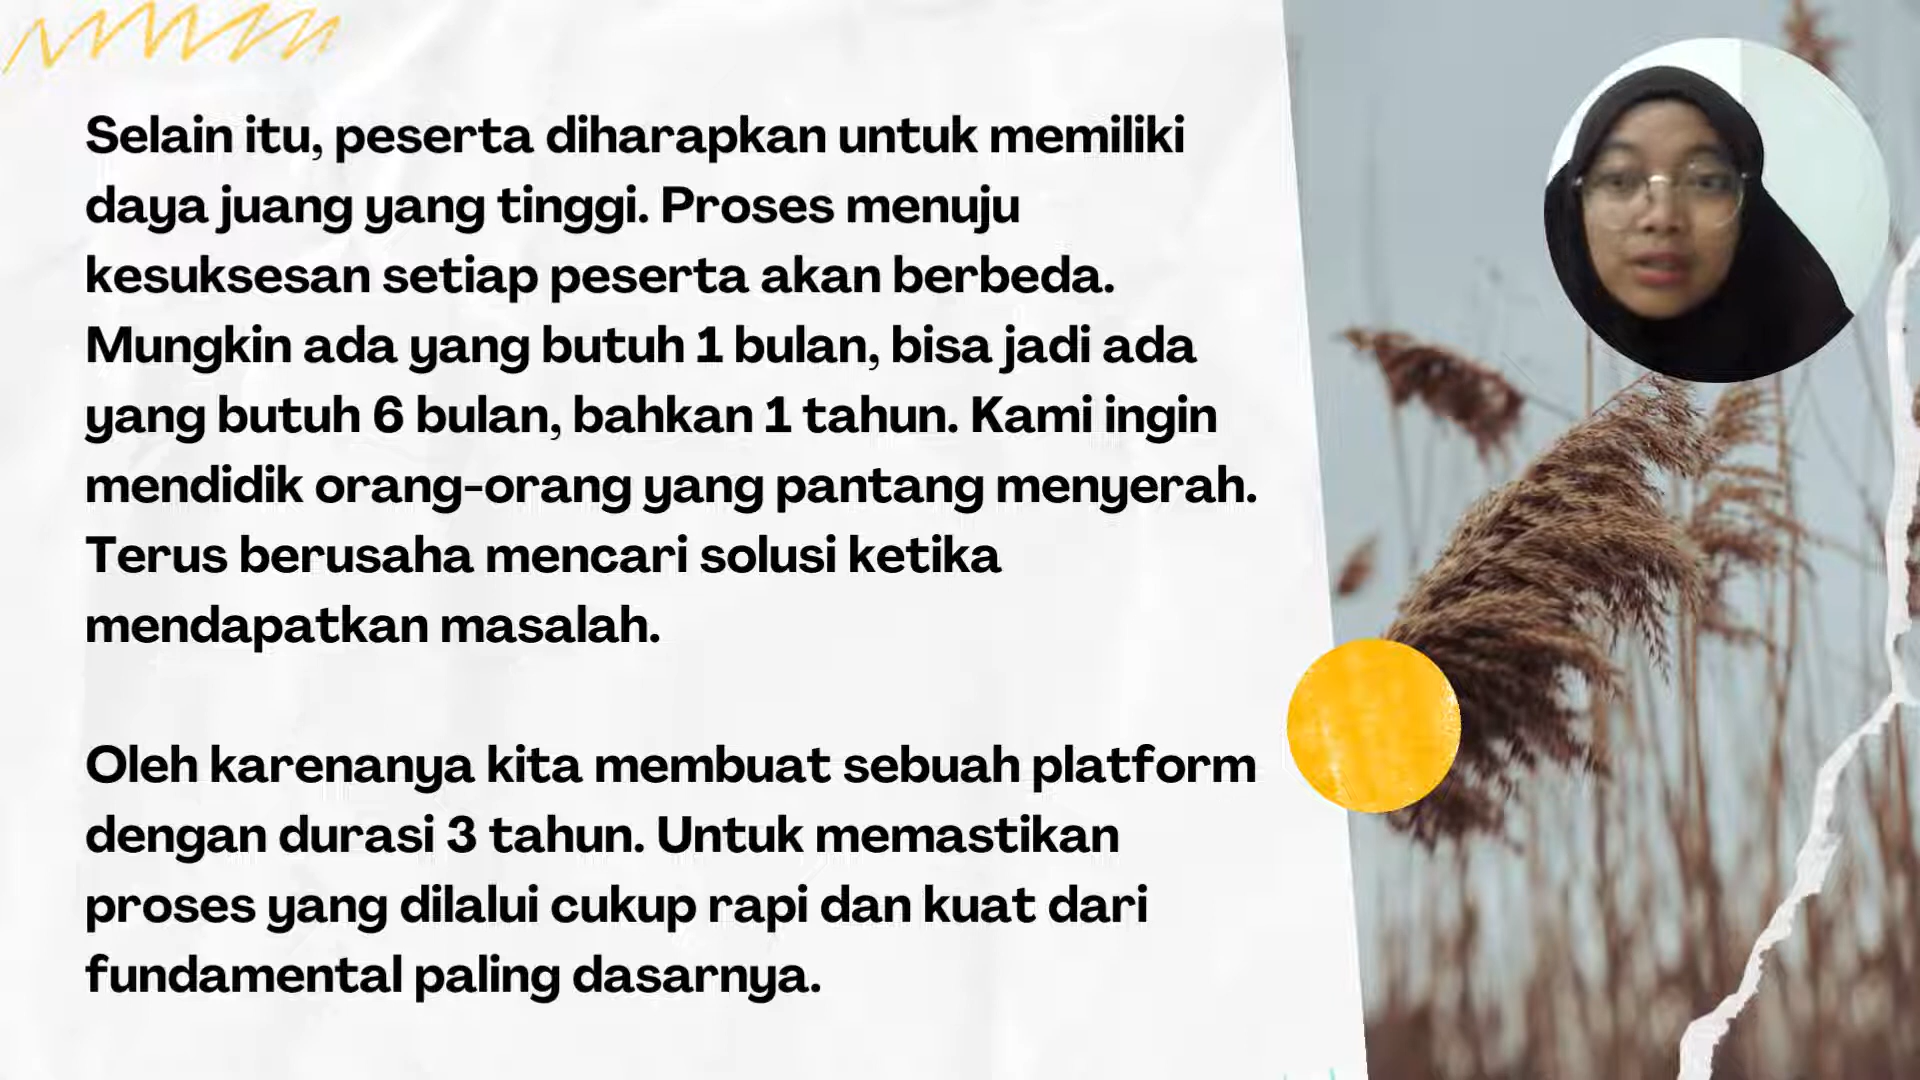 Selain itu, peserta diharapkan untuk memiliki
daya juang yang tinggi. Proses menuju
kesuksesan setiap peserta akan berbeda.
Mungkin ada yang butuh 1 bulan, bisa jadi ada
yang butuh 6 bulan, bahkan 1 tahun. Kami ingin
mendidik orang-orang yang pantang menyerah.
Terus berusaha mencari solusi ketika
mendapatkan masalah.
Oleh karenanya kita membuat sebuah platform
dengan durasi 3 tahun. Untuk memastikan
proses yang dilalui cukup rapi dan kuat dari
fundamental paling dasarnya.